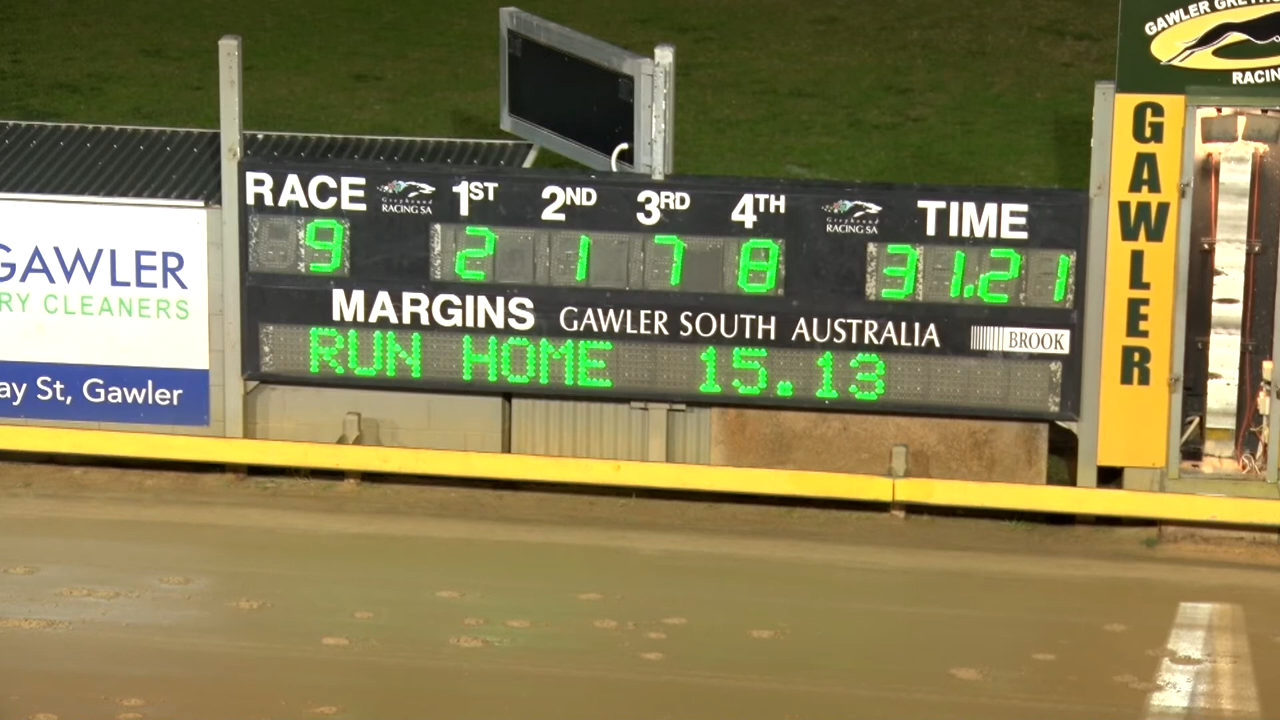 GAWLER GREYHO
RACIN
GAWLER
RACE
Greyhound
RACING SA
1ST 2ND 3RD 4TH
Greyhound
RACING SA
TIME
9 2 1 7 8 31.21
MARGINS GAWLER SOUTH AUSTRALIA BROOK
RUN HOME 15.13
GAWLER
RY CLEANERS
ay St, Gawler